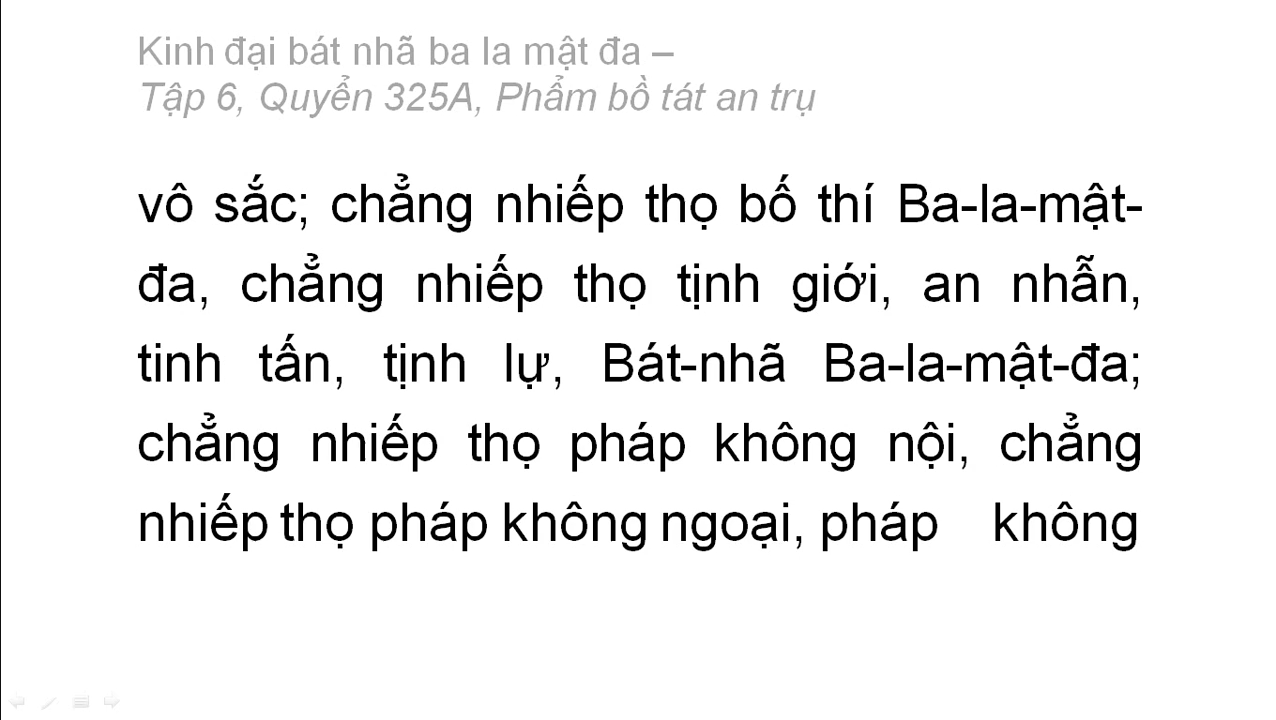 Kinh đại bát nhã ba la mật đa –
Tập 6, Quyển 325A, Phẩm bồ tát an trụ
vô sắc; chẳng nhiếp thọ bố thí Ba-la-mật-
đa, chẳng nhiếp thọ tịnh giới, an nhẫn,
tinh tấn, tịnh lự, Bát-nhã Ba-la-mật-đa;
chẳng nhiếp thọ pháp không nội, chẳng
nhiếp thọ pháp không ngoại, pháp không